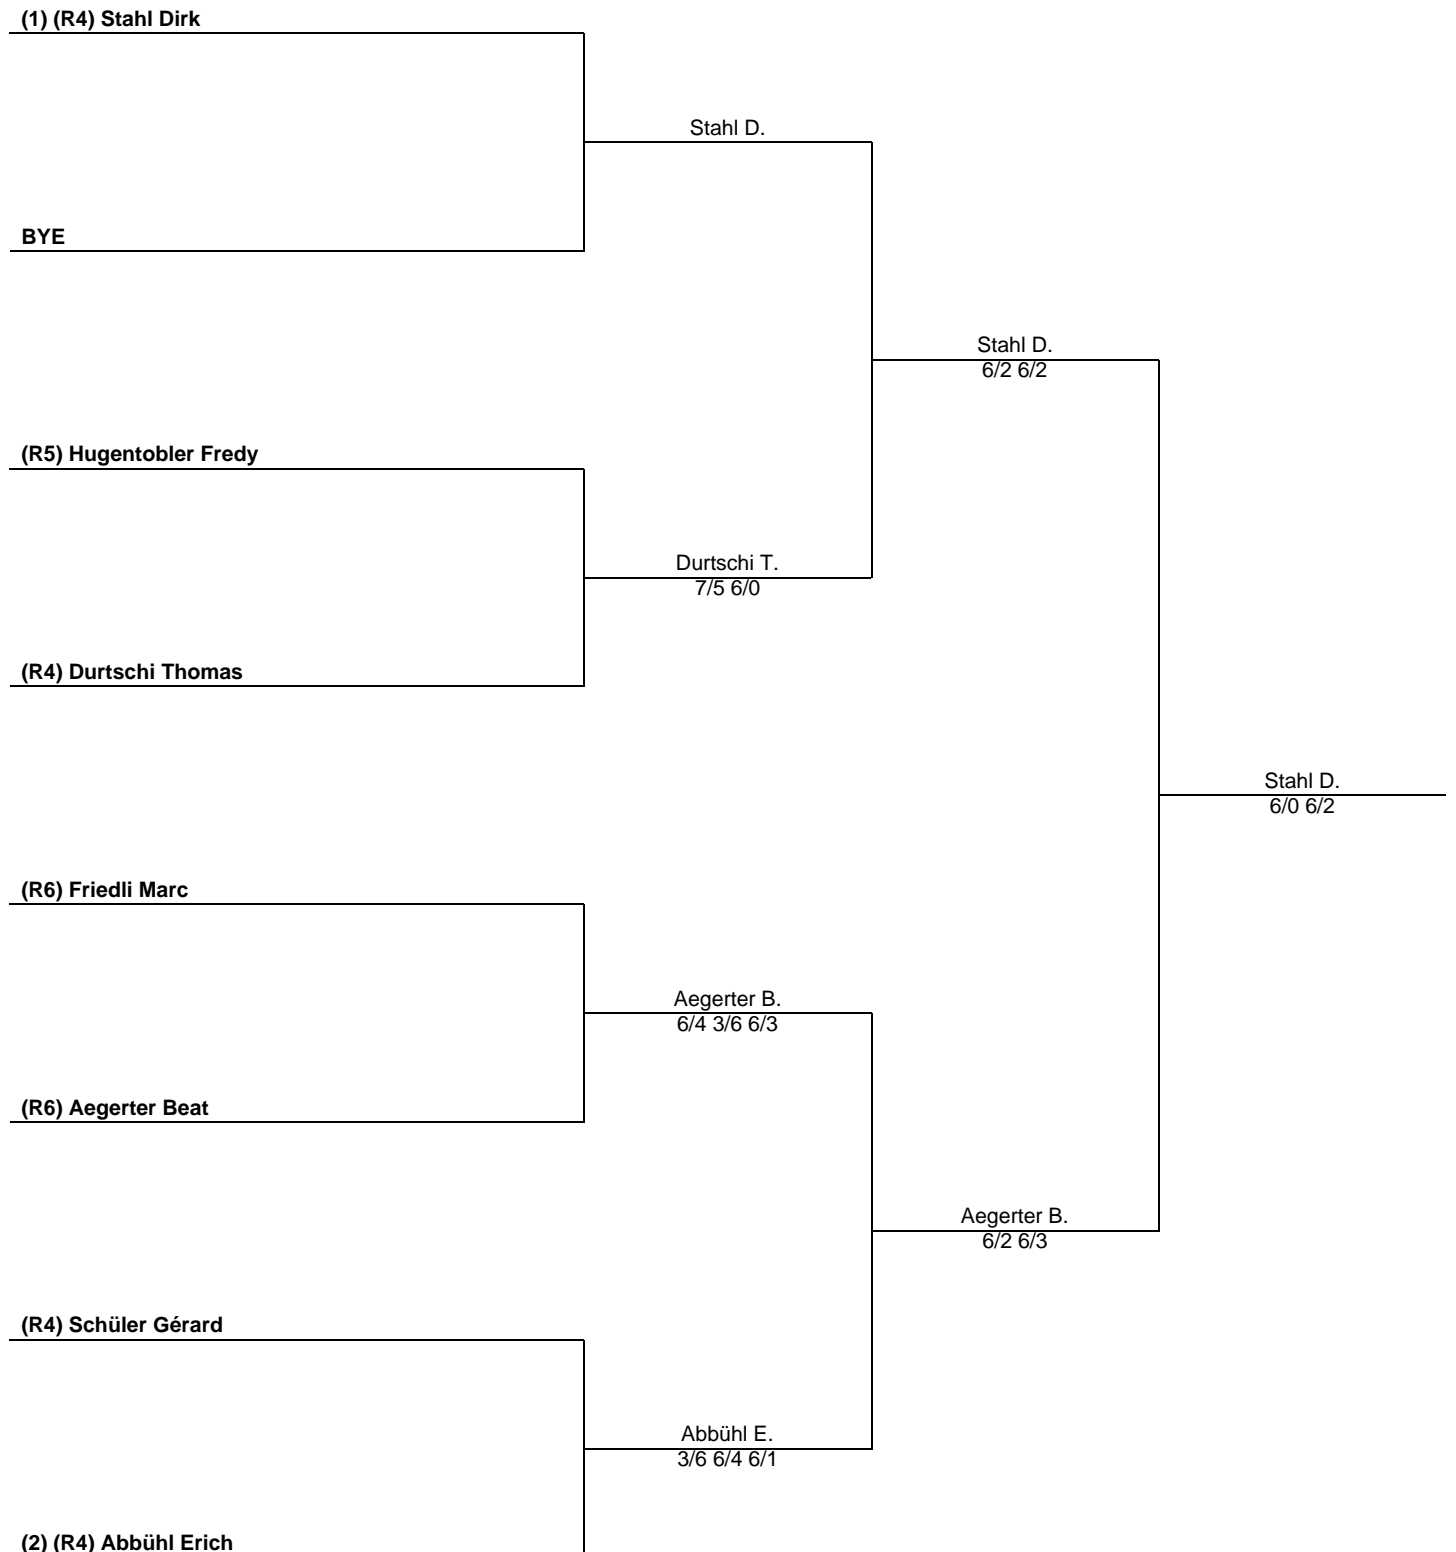 (1) (R4) Stahl Dirk
Stahl D.
BYE
Stahl D.
6/2 6/2
(R5) Hugentobler Fredy
Durtschi T.
7/5 6/0
(R4) Durtschi Thomas
Stahl D.
6/0 6/2
(R6) Friedli Marc
Aegerter B.
6/4 3/6 6/3
(R6) Aegerter Beat
Aegerter B.
6/2 6/3
(R4) Schüler Gérard
Abbühl E.
3/6 6/4 6/1
(2) (R4) Abbühl Erich